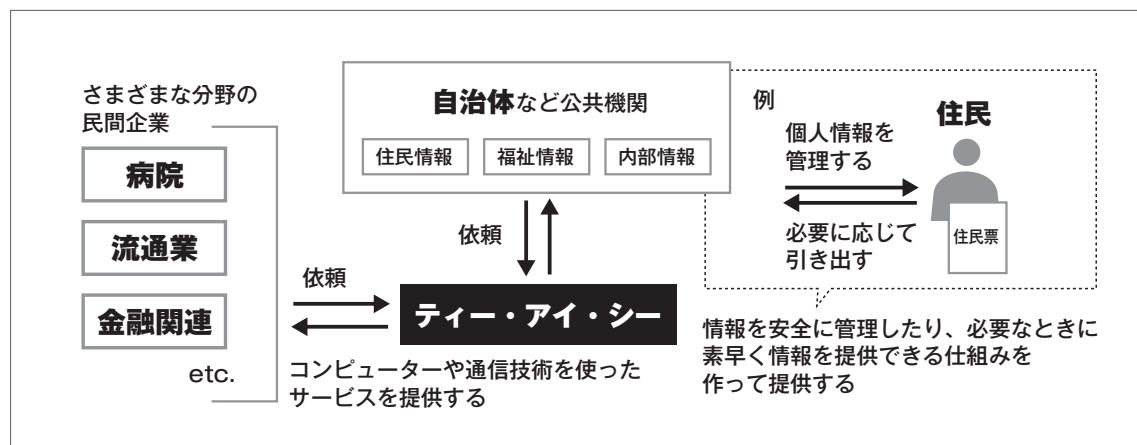 さまざまな分野の
民間企業
病院
流通業
金融関連
etc.
自治体など公共機関
住民情報
福祉情報
内部情報
依頼
依頼
ティー・アイ・シー
コンピューターや通信技術を使った
サービスを提供する
例
個人情報を
管理する
必要に応じて
引き出す
住民
住民票
情報を安全に管理したり、必要なときに
素早く情報を提供できる仕組みを
作って提供する